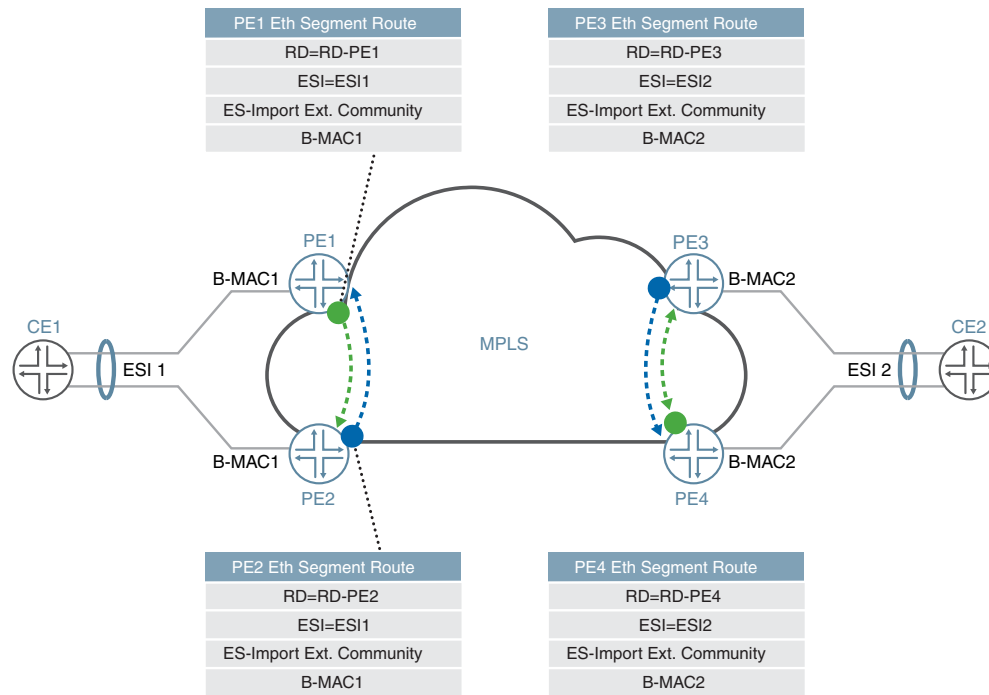 PE1 Eth Segment Route
RD=RD-PE1
ESI=ESI1
ES-Import Ext. Community
B-MAC1
PE3 Eth Segment Route
RD=RD-PE3
ESI=ESI2
ES-Import Ext. Community
B-MAC2
PE1
PE3
B-MAC1
B-MAC2
CE1
CE2
MPLS
ESI 1
ESI 2
B-MAC1
B-MAC2
PE2
PE4
PE2 Eth Segment Route
RD=RD-PE2
ESI=ESI1
ES-Import Ext. Community
B-MAC1
PE4 Eth Segment Route
RD=RD-PE4
ESI=ESI2
ES-Import Ext. Community
B-MAC2